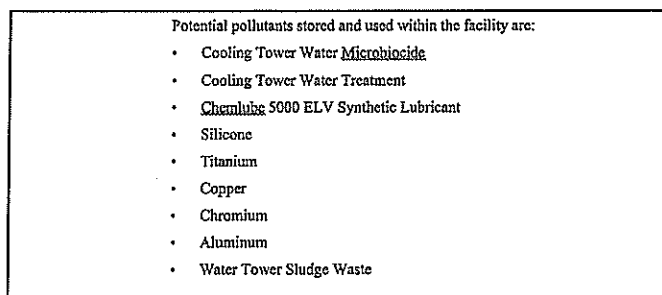 Potential pollutants stored and used within the facility are:
• Cooling Tower Water Microbiocide
• Cooling Tower Water Treatment
• Chemlube 5000 ELV Synthetic Lubricant
• Silicone
• Titanium
• Copper
• Chromium
• Aluminum
• Water Tower Sludge Waste